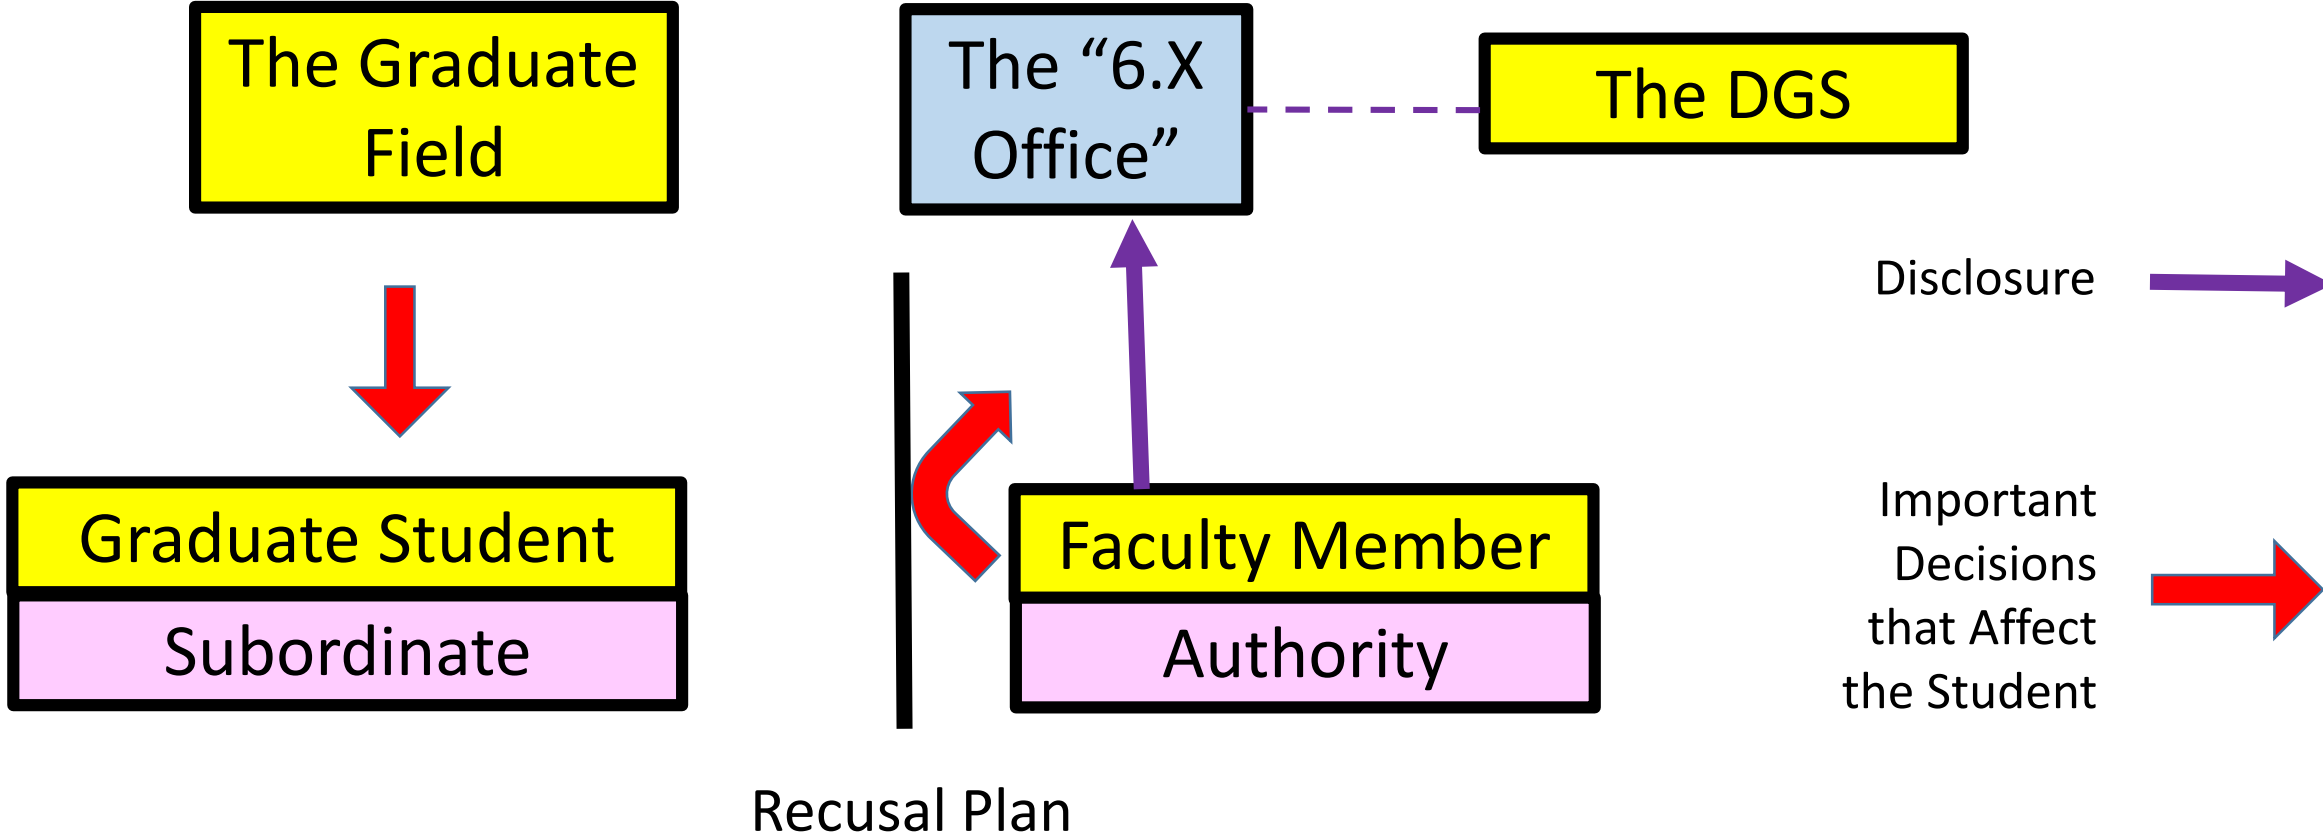 The Graduate
Field
The “6.X
Office”
The DGS
Disclosure
Graduate Student
Subordinate
Faculty Member
Authority
Important
Decisions
that Affect
the Student
Recusal Plan